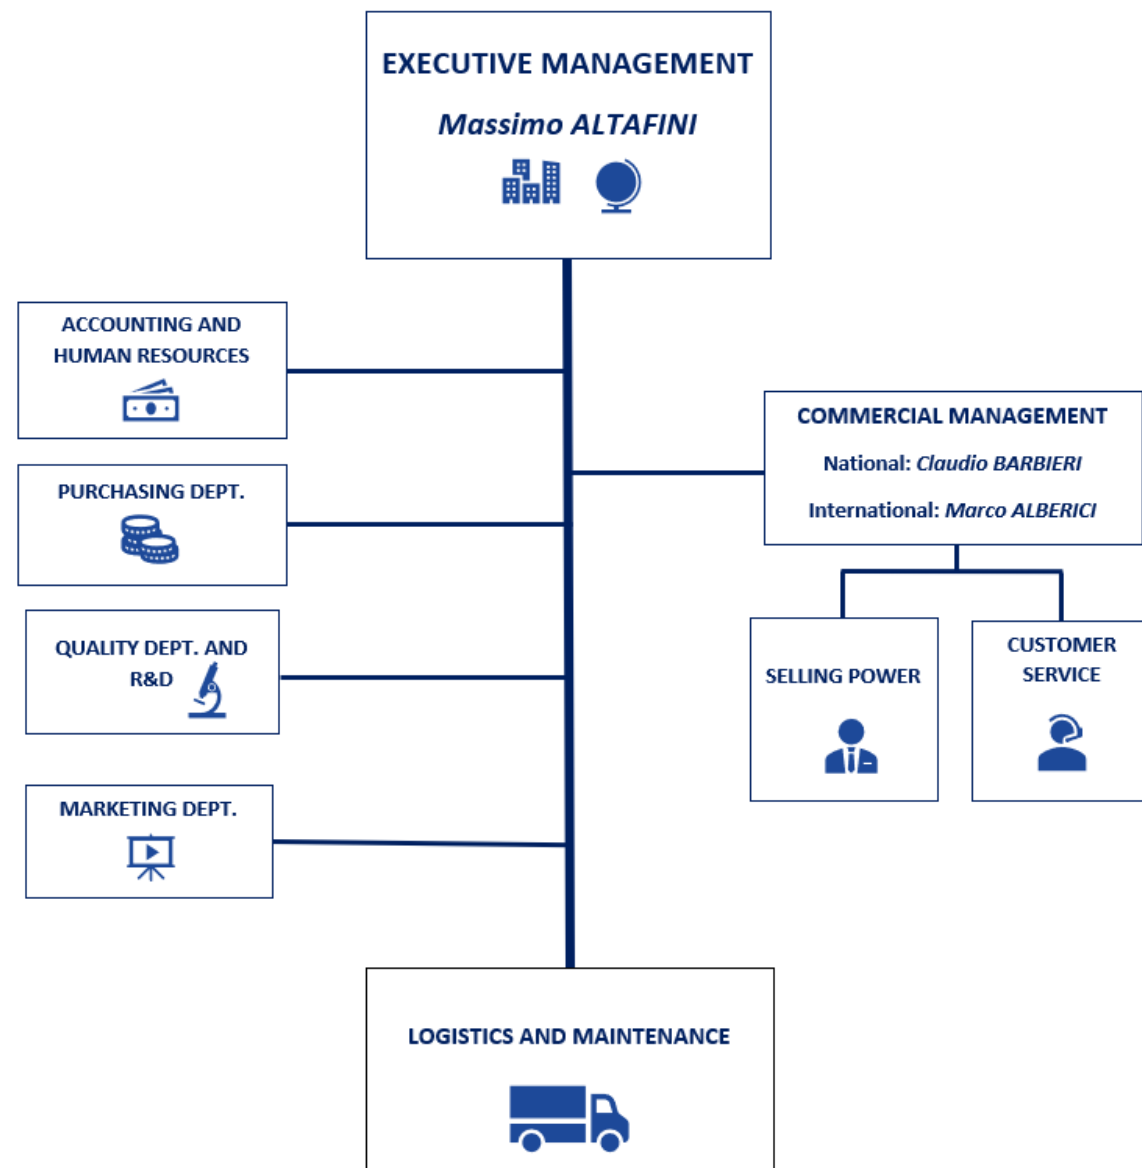 EXECUTIVE MANAGEMENT
Massimo ALTAFINI
ACCOUNTING AND
HUMAN RESOURCES
PURCHASING DEPT.
QUALITY DEPT. AND
R&D
MARKETING DEPT.
COMMERCIAL MANAGEMENT
National: Claudio BARBIERI
International: Marco ALBERICI
SELLING POWER
CUSTOMER
SERVICE
LOGISTICS AND MAINTENANCE